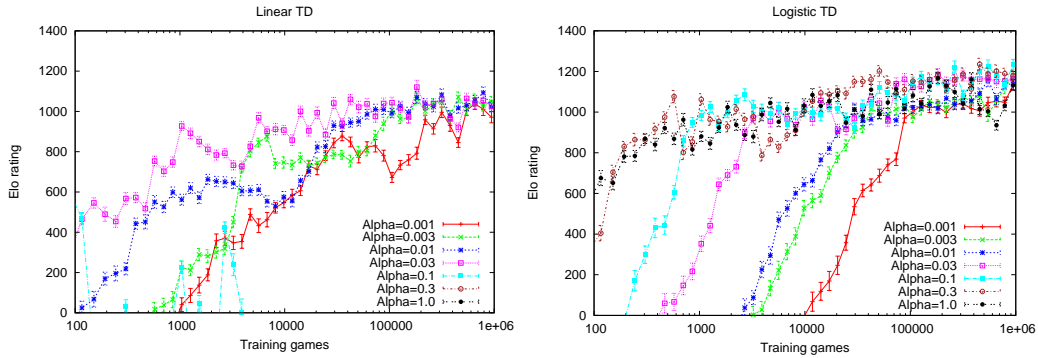 Linear TD
1400
1200
1000
800
600
400
200
0
Elo rating
100 1000 10000 100000 1e+06
Training games
Alpha=0.001
Alpha=0.003
Alpha=0.01
Alpha=0.03
Alpha=0.1
Alpha=0.3
Alpha=1.0
Logistic TD
1400
1200
1000
800
600
400
200
0
Elo rating
100 1000 10000 100000 1e+06
Training games
Alpha=0.001
Alpha=0.003
Alpha=0.01
Alpha=0.03
Alpha=0.1
Alpha=0.3
Alpha=1.0